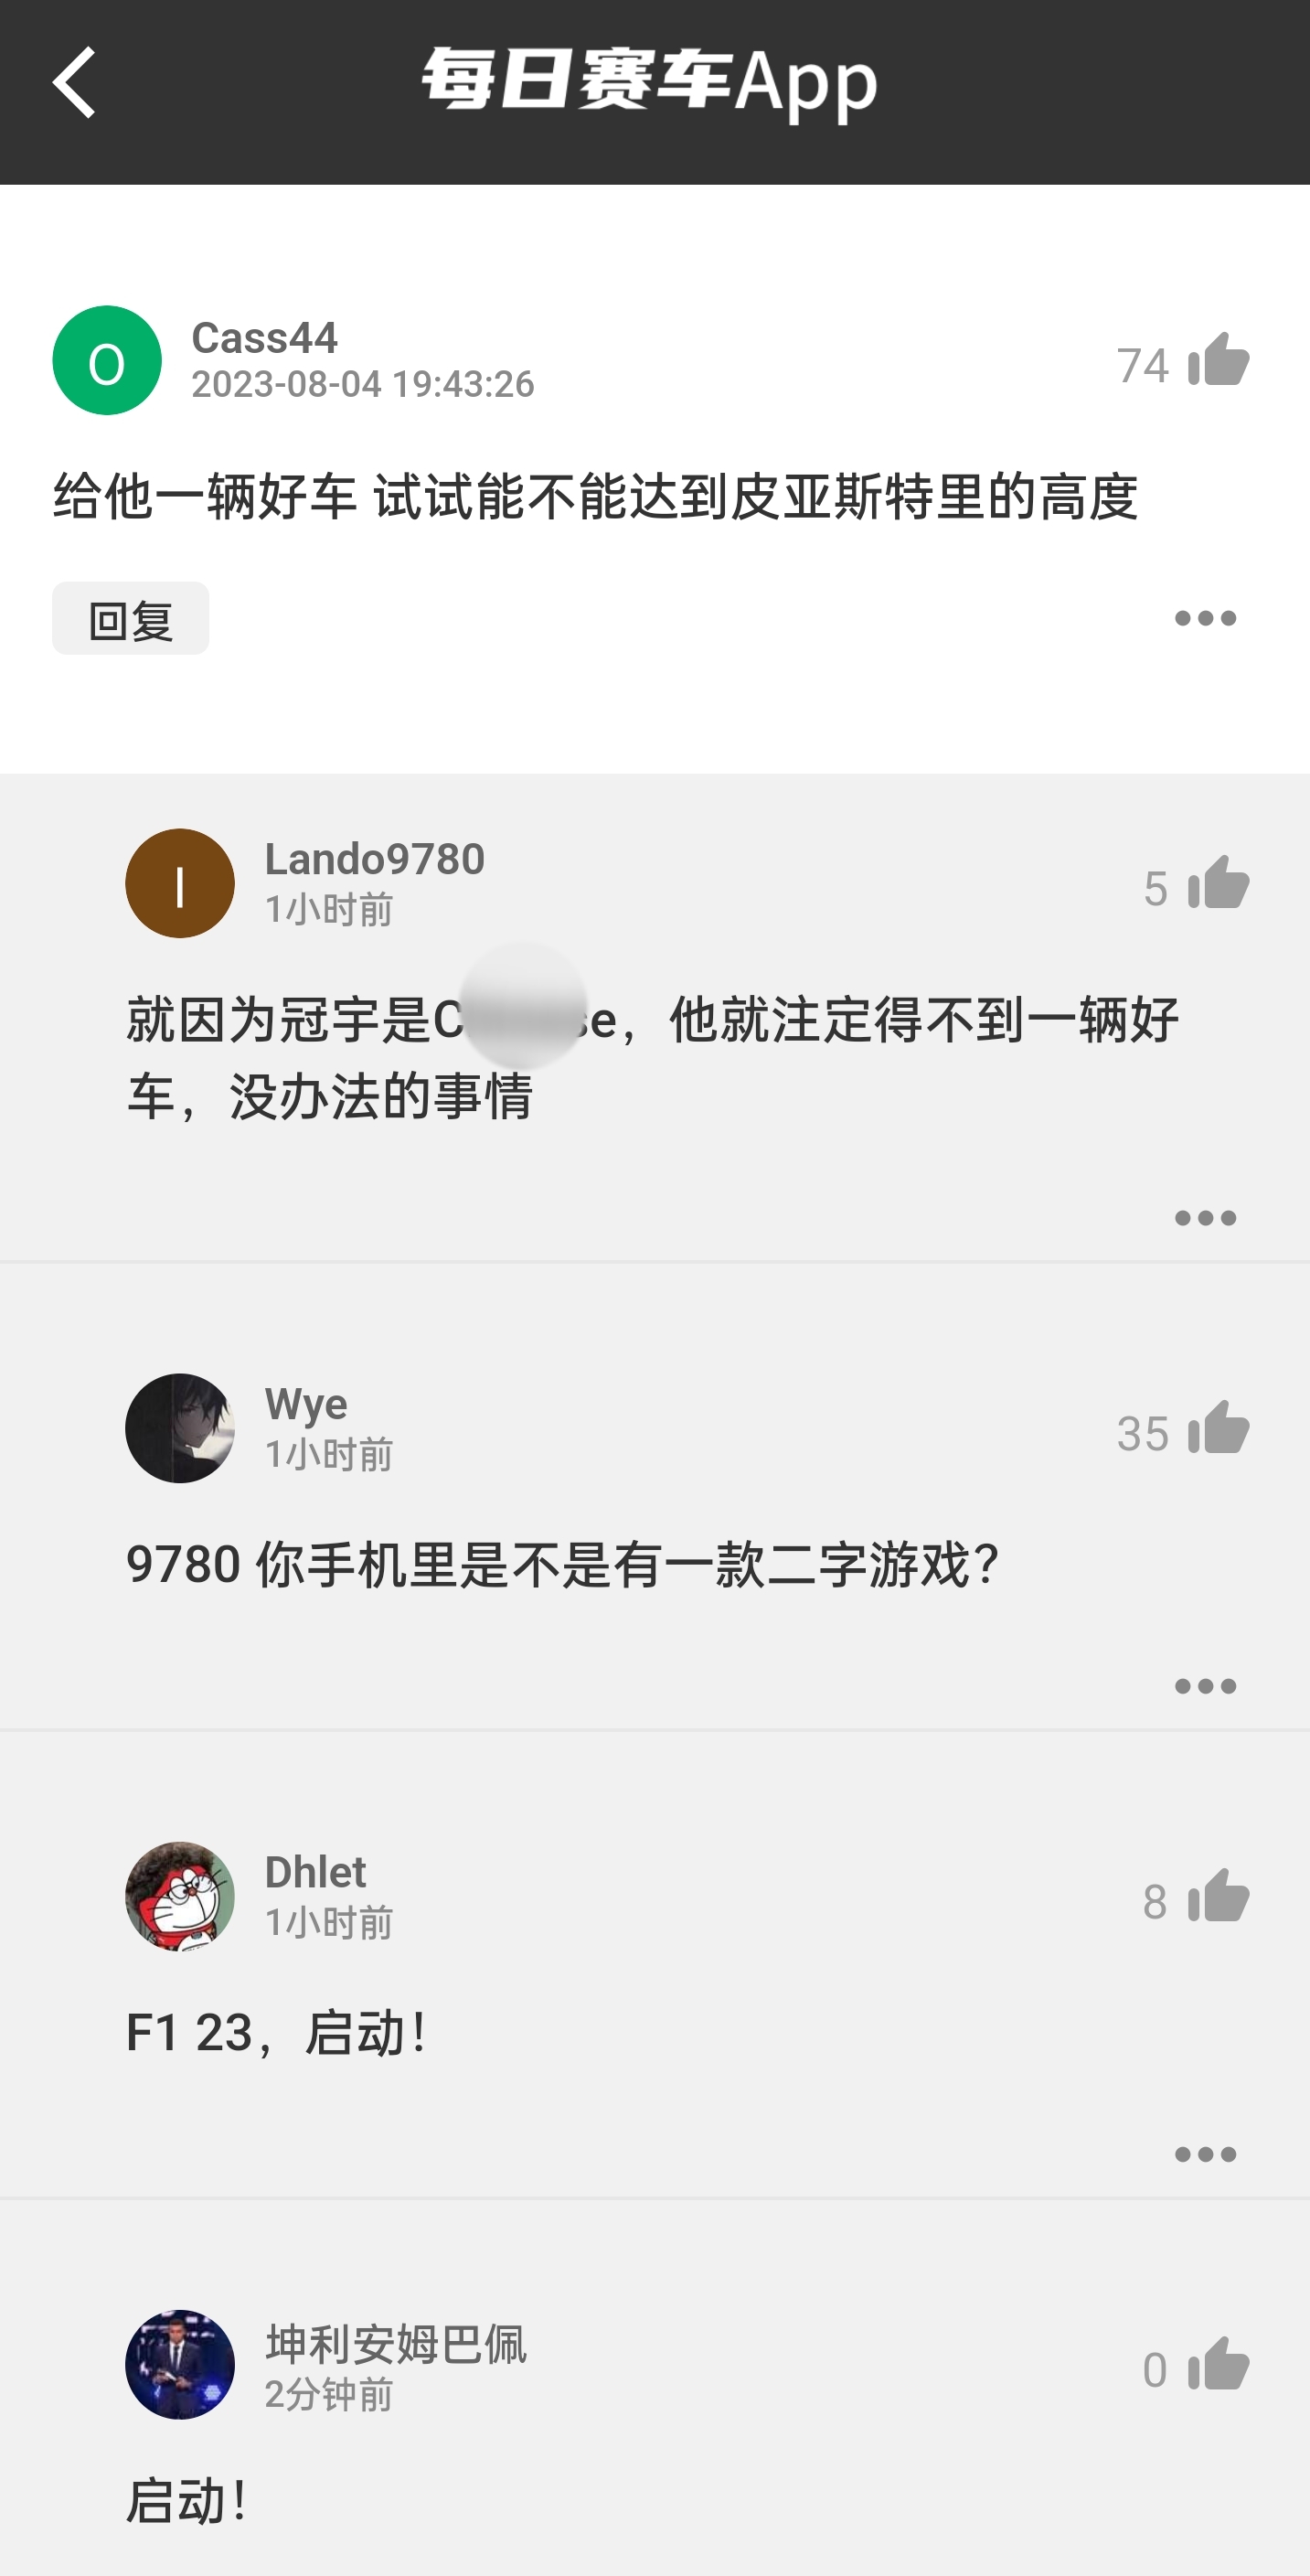 每日赛车App
O
Cass44
2023-08-04 19:43:26
74
给他一辆好车 试试能不能达到皮亚斯特里的高度
回复
l
Lando9780
1小时前
5
就因为冠宇是 他就注定得不到一辆好
车，没办法的事情
Wye
1小时前
35
9780 你手机里是不是有一款二字游戏？
Dhlet
1小时前
8
F1 23，启动！
坤利安姆巴佩
2分钟前
0
启动！